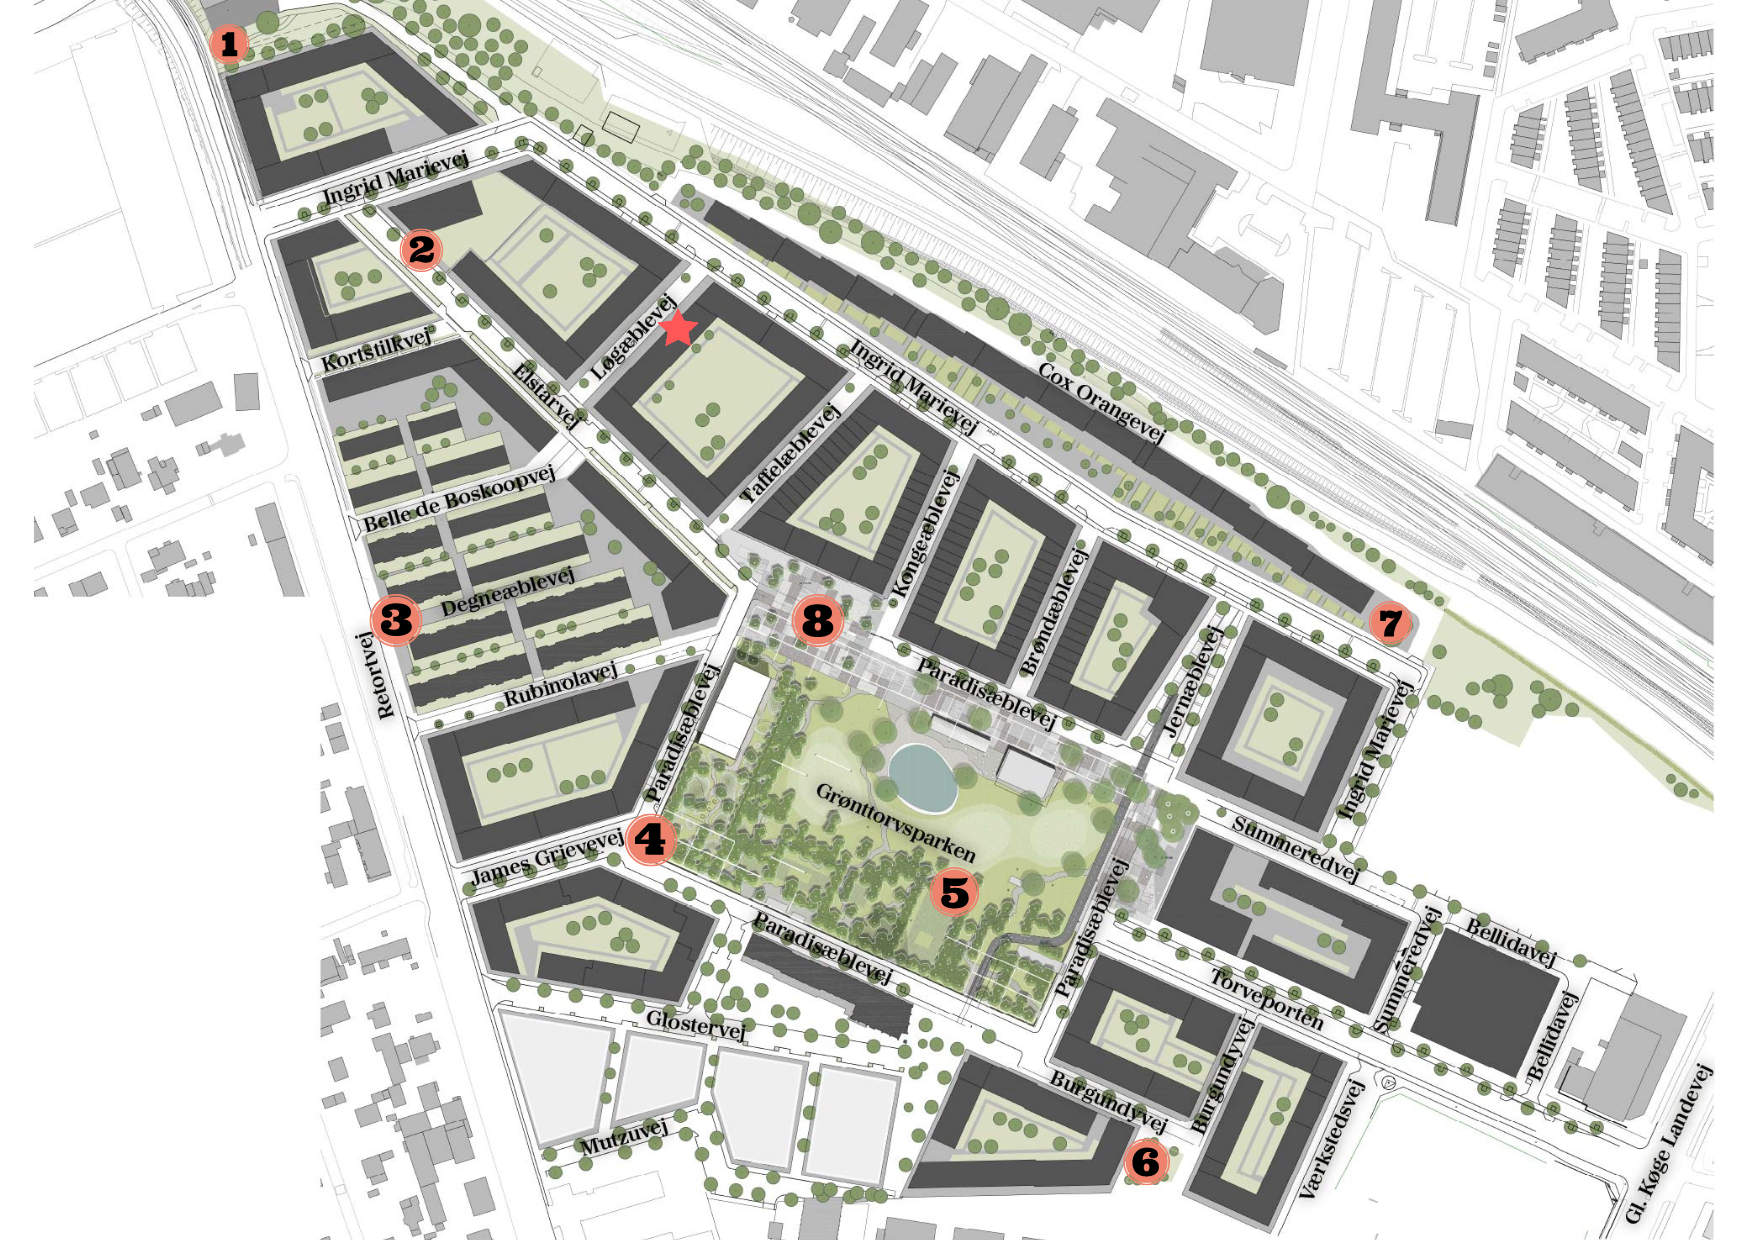 1
Ingrid Marievej
2
Løgæblevej
Kortstilkvej
Elstarvej
Ingrid Marievej
Cox Orangevej
Taffelæblevej
Belle de Boskoopvej
Kongeæblevej
Brøndæblevej
Degneæblevej
3
8
7
Retortvej
Rubinolavej
Paradisæblevej
Paradisæblevej
Jernæblevej
Ingrid Marievej
Grønttorvsparken
4
James Grievevej
5
Summeredvej
Paradisæblevej
Paradisæblevej
Summeredvej
Bellidavej
Torveporten
Bellidavej
Glostervej
Burgundyvej
Burgundyvej
Mutzuvej
6
Værkstedsvej
Gl. Køge Landevej